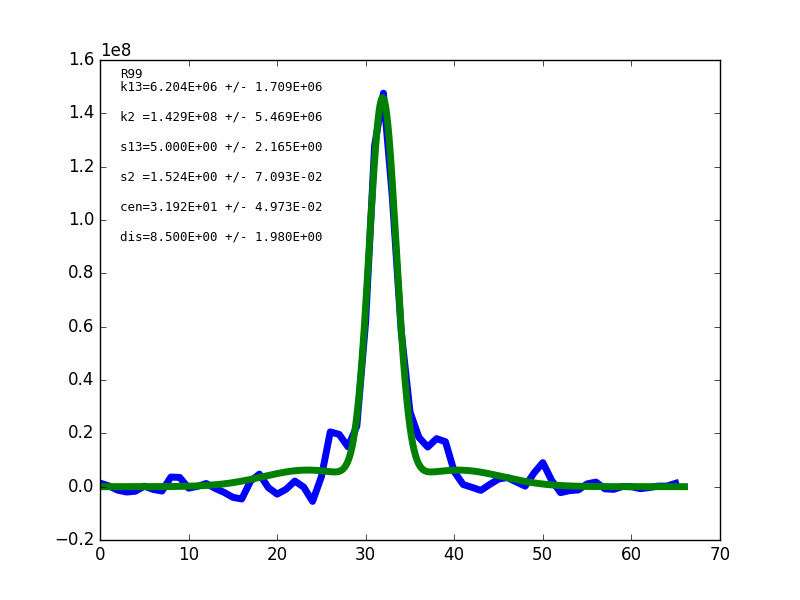 1e8
1.6
R99
k13=6.204E+06 +/- 1.709E+06
k2 =1.429E+08 +/- 5.469E+06
1.4
s13=5.000E+00 +/- 2.165E+00
1.2
s2 =1.524E+00 +/- 7.093E-02
cen=3.192E+01 +/- 4.973E-02
1.0
dis=8.500E+00 +/- 1.980E+00
0.8
0.6
0.4
0.2
0.0
−0.2
0 10 20 30 40 50 60 70